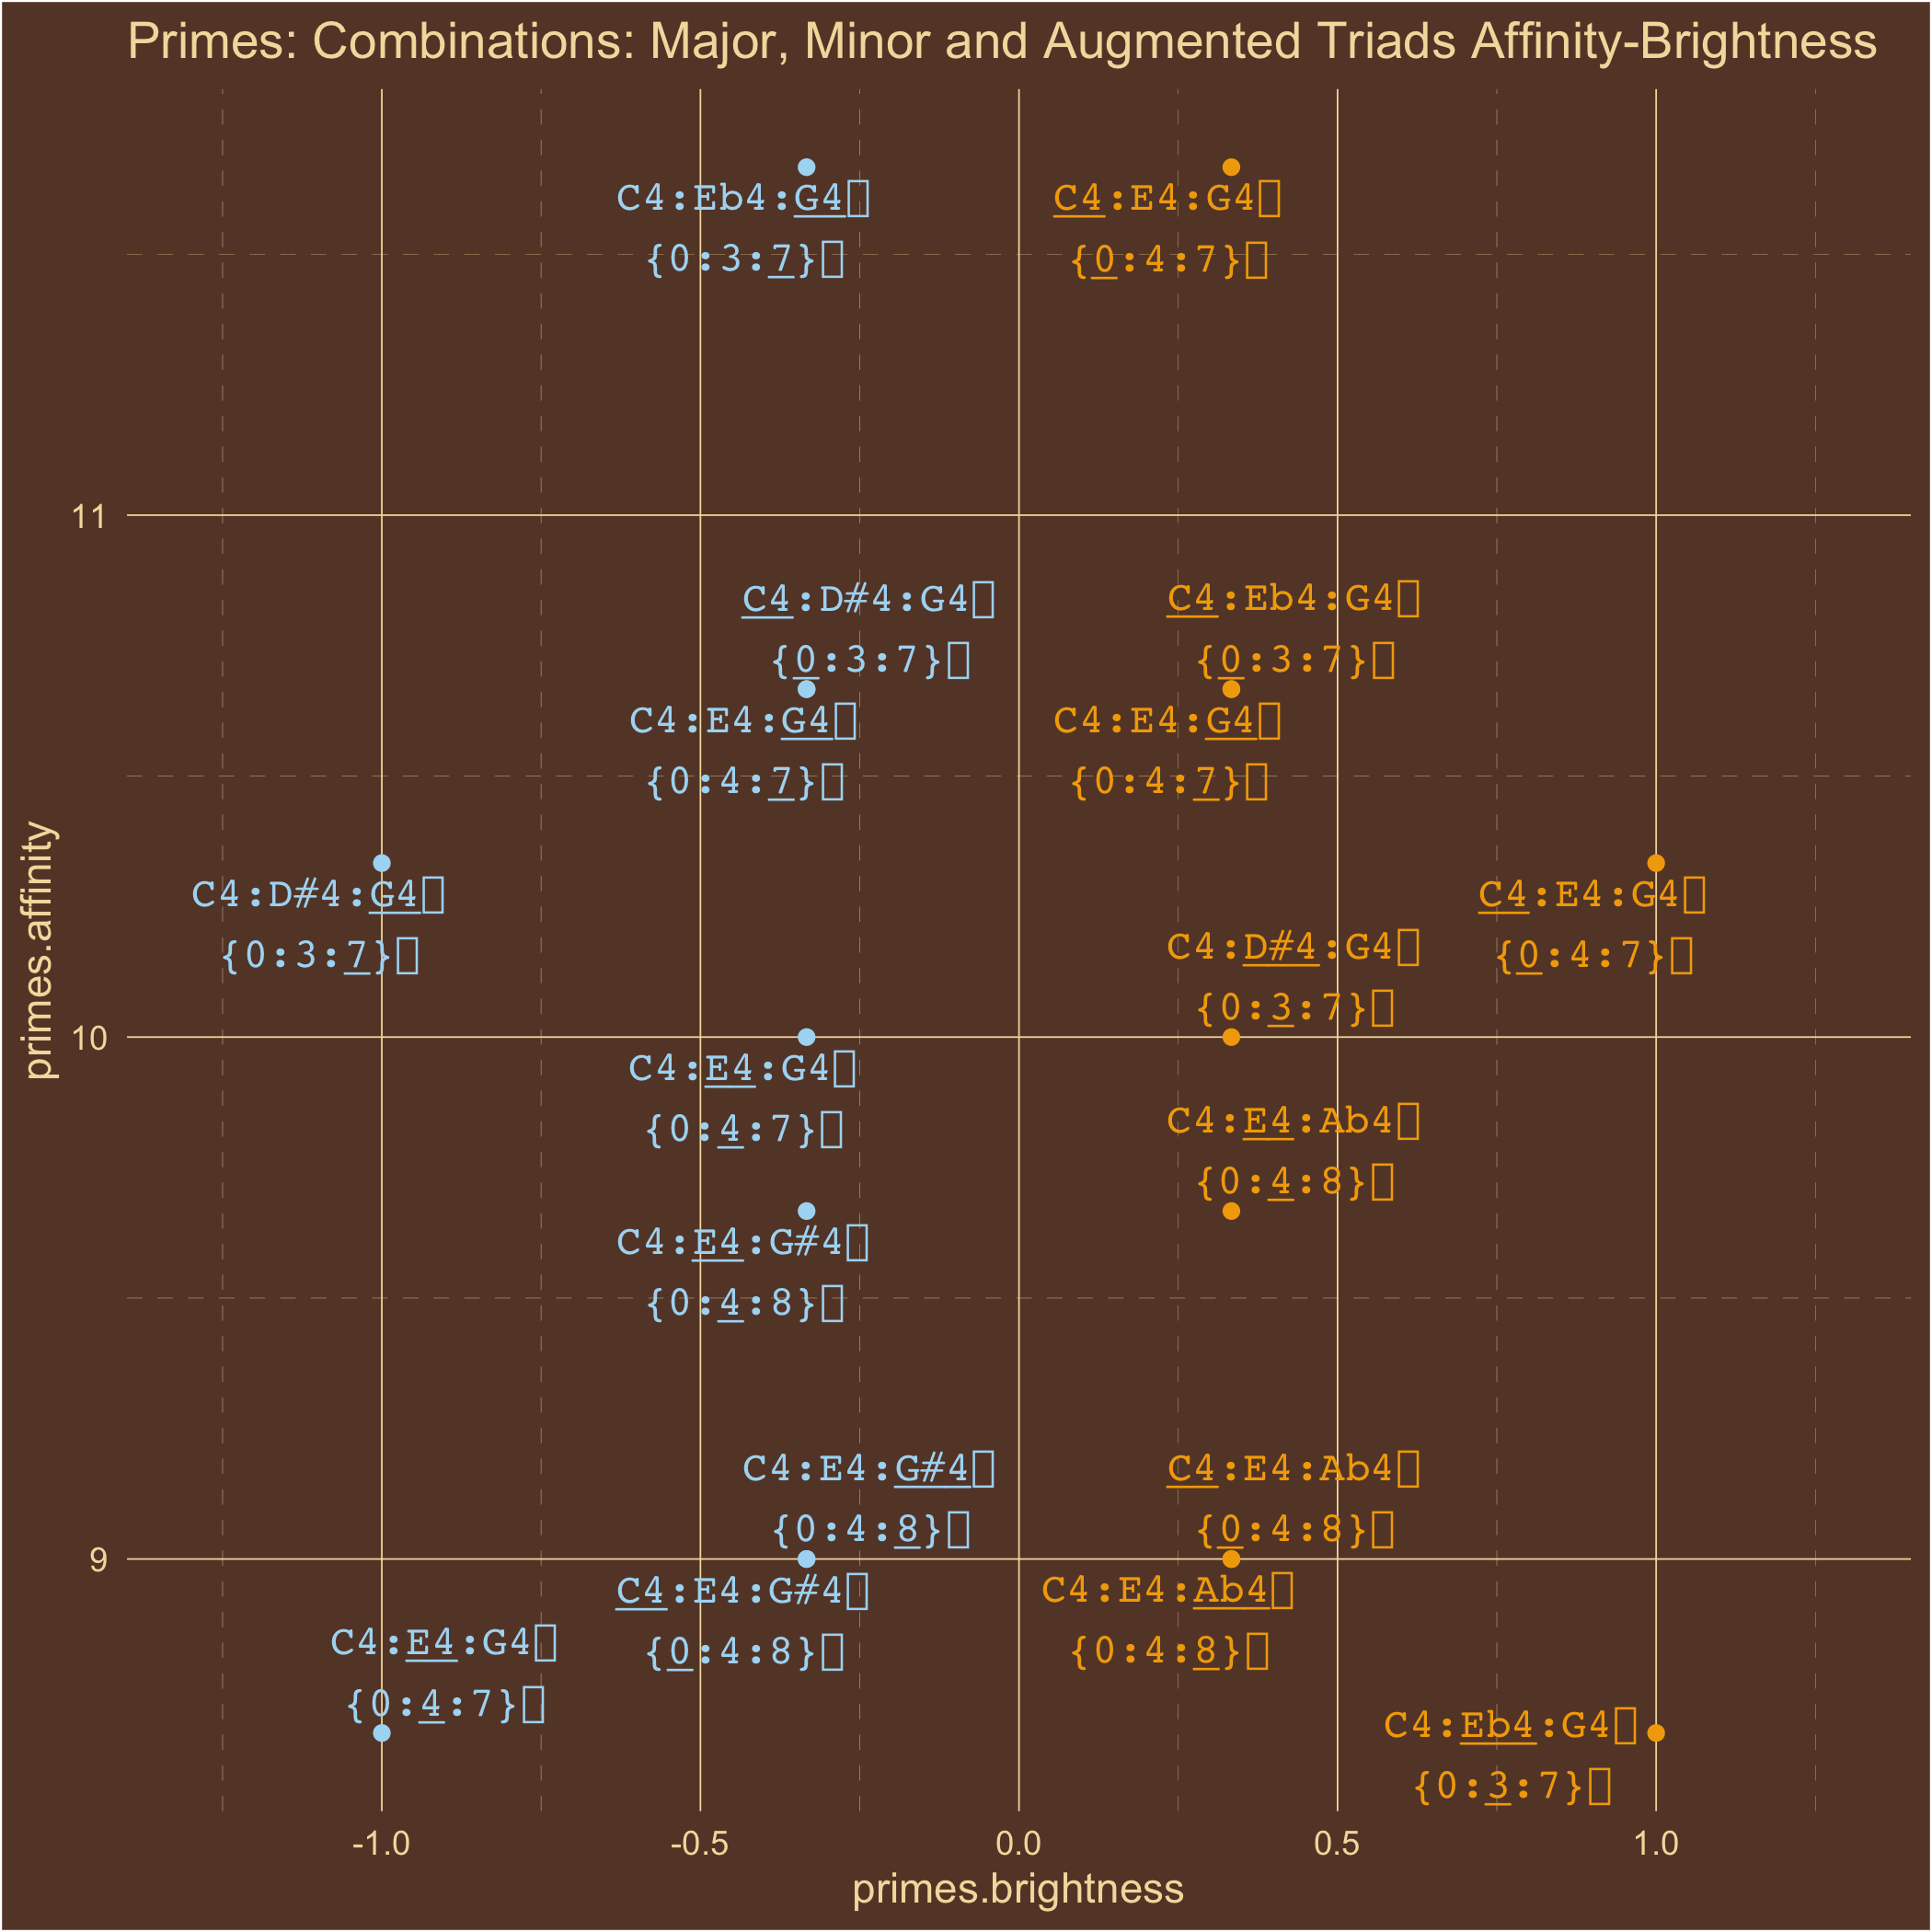 Primes: Combinations: Major, Minor and Augmented Triads Affinity-Brightness
C4:Eb4:G4
{0:3:7}
C4:E4:G4
{0:4:7}
11
C4:D#4:G4
{0:3:7}
C4:Eb4:G4
{0:3:7}
C4:E4:G4
{0:4:7}
C4:E4:G4
{0:4:7}
primes.affinity
C4:D#4:G4
{0:3:7}
C4:E4:G4
{0:4:7}
C4:D#4:G4
{0:3:7}
10
C4:E4:G4
{0:4:7}
C4:E4:Ab4
{0:4:8}
C4:E4:G#4
{0:4:8}
C4:E4:G#4
{0:4:8}
C4:E4:Ab4
{0:4:8}
9
C4:E4:G#4
{0:4:8}
C4:E4:Ab4
{0:4:8}
C4:E4:G4
{0:4:7}
C4:Eb4:G4
{0:3:7}
-1.0 -0.5 0.0 0.5 1.0
primes.brightness